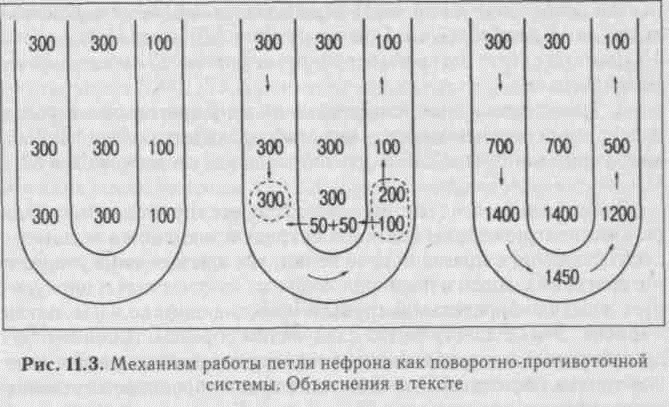 300 300 100 300 300 100 300 300 100
300 300 100 300 300 100 700 700 500
300 300 100 300 300 200 1400 1400 1200
50+50 100
1450
Рис. 11.3. Механизм работы петли нефрона как поворотно-противоточной
системы. Объяснения в тексте